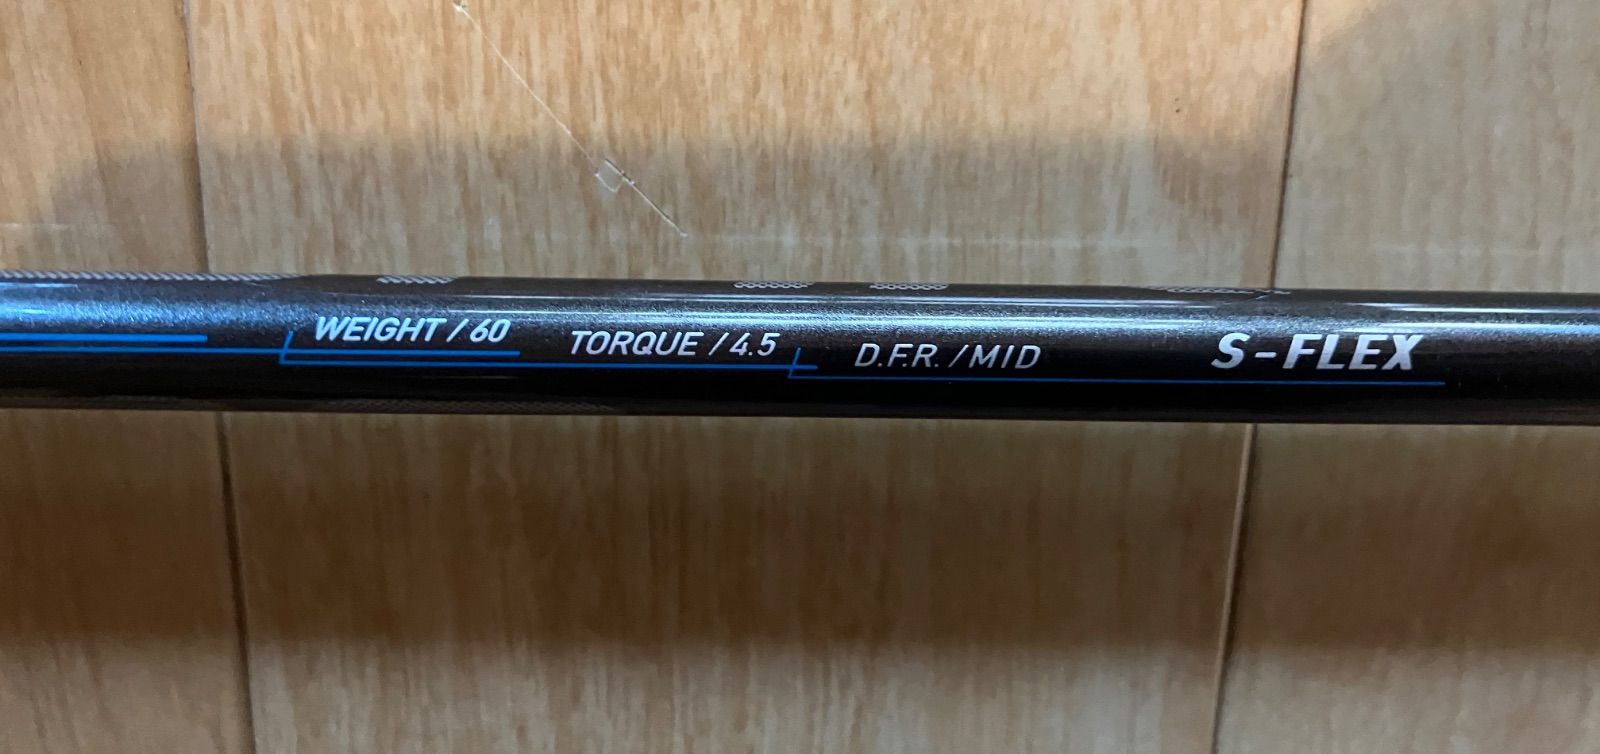 WEIGHT / 60 TORQUE / 4.5 D.F.R. / MID S-FLEX